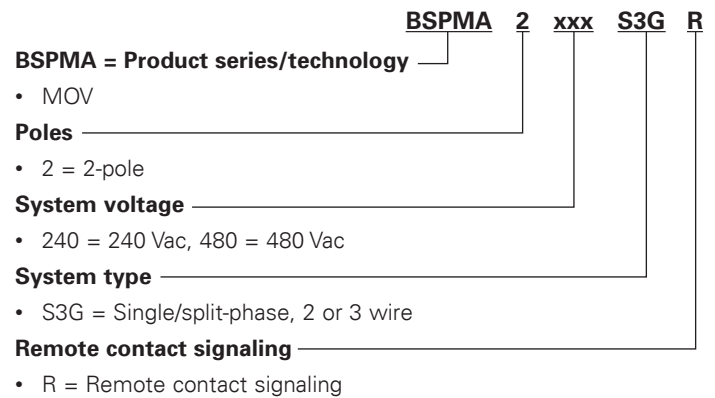 BSPMA 2 xxx S3G R
BSPMA = Product series/technology
• MOV
Poles
• 2 = 2-pole
System voltage
• 240 = 240 Vac, 480 = 480 Vac
System type
• S3G = Single/split-phase, 2 or 3 wire
Remote contact signaling
• R = Remote contact signaling